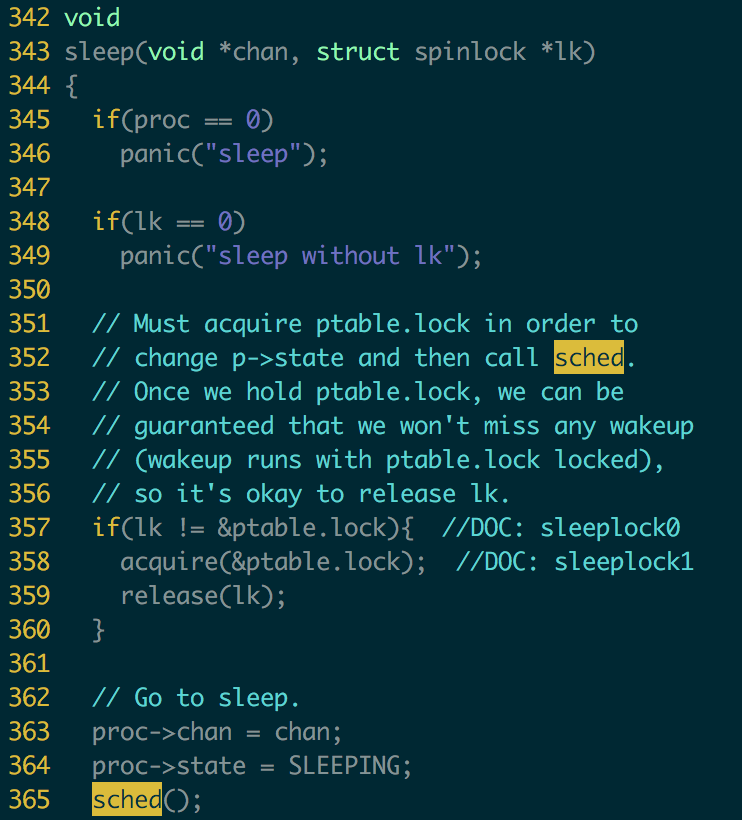 342 void
343 sleep(void *chan, struct spinlock *lk)
344 {
345   if(proc == 0)
346     panic("sleep");
347
348   if(lk == 0)
349     panic("sleep without lk");
350
351   // Must acquire ptable.lock in order to
352   // change p->state and then call sched.
353   // Once we hold ptable.lock, we can be
354   // guaranteed that we won't miss any wakeup
355   // (wakeup runs with ptable.lock locked),
356   // so it's okay to release lk.
357   if(lk != &ptable.lock){  //DOC: sleeplock0
358     acquire(&ptable.lock);  //DOC: sleeplock1
359     release(lk);
360   }
361
362   // Go to sleep.
363   proc->chan = chan;
364   proc->state = SLEEPING;
365   sched();